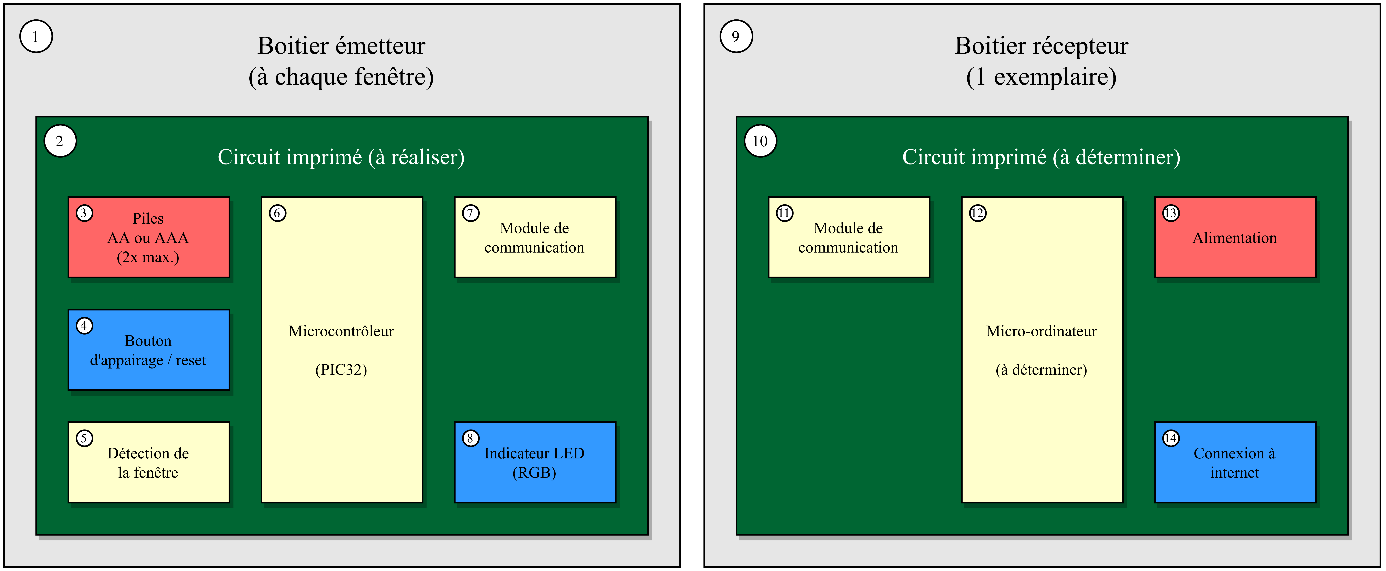 1
Boitier émetteur
(à chaque fenêtre)
2
Circuit imprimé (à réaliser)
3
Piles
AA ou AAA
(2x max.)
4
Bouton
d'appairage / reset
5
Détection de
la fenêtre
6
Microcontrôleur
(PIC32)
7
Module de
communication
8
Indicateur LED
(RGB)
9
Boitier récepteur
(1 exemplaire)
10
Circuit imprimé (à déterminer)
11
Module de
communication
12
Micro-ordinateur
(à déterminer)
13
Alimentation
14
Connexion à
internet